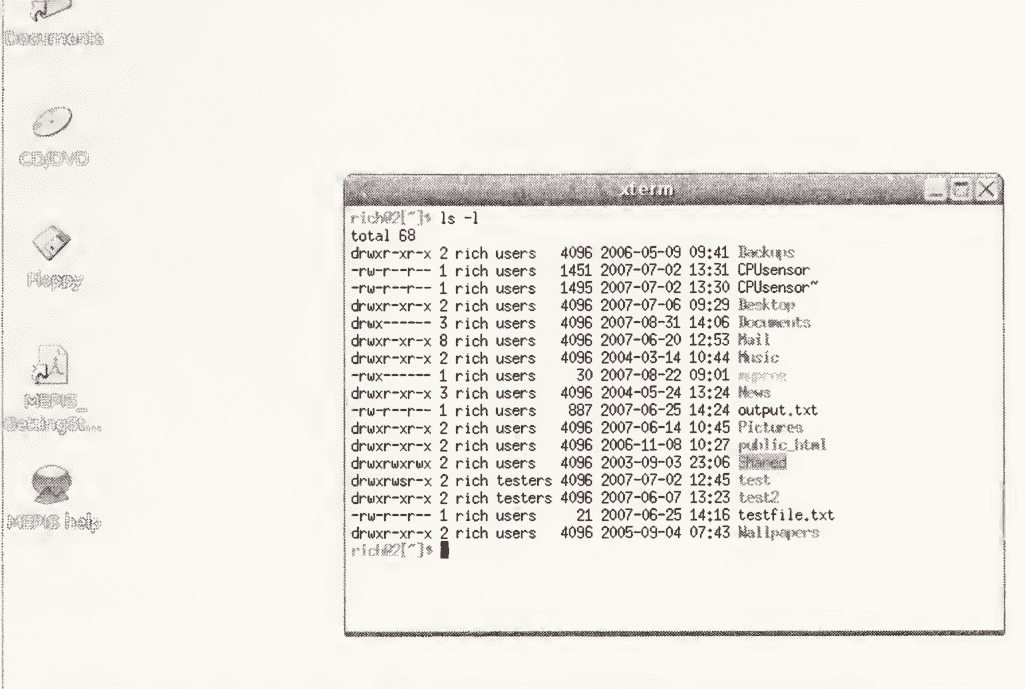 Documents
CD/DVD
Floppy
MEPIS_
GettingSt...
MEPIS help
xterm
rich@2[~]$ ls -l
total 68
drwxr-xr-x 2 rich users 4096 2006-05-09 09:41 Backups
-rw-r--r-- 1 rich users 1451 2007-07-02 13:31 CPUsensor
-rw-r--r-- 1 rich users 1495 2007-07-02 13:30 CPUsensor~
drwxr-xr-x 2 rich users 4096 2007-07-06 09:29 Desktop
drwx------ 3 rich users 4096 2007-08-31 14:06 Documents
drwxr-xr-x 8 rich users 4096 2007-06-20 12:53 Mail
drwxr-xr-x 2 rich users 4096 2004-03-14 10:44 Music
-rwx------ 1 rich users 30 2007-08-22 09:01 myprog
drwxr-xr-x 3 rich users 4096 2004-05-24 13:24 News
-rw-r--r-- 1 rich users 887 2007-06-25 14:24 output.txt
drwxr-xr-x 2 rich users 4096 2007-06-14 10:45 Pictures
drwxr-xr-x 2 rich users 4096 2006-11-08 10:27 public_html
drwxrwxrwx 2 rich users 4096 2003-09-03 23:06 Shared
drwxrwsr-x 2 rich testers 4096 2007-07-02 12:45 test
drwxr-xr-x 2 rich testers 4096 2007-06-07 13:23 test2
-rw-r--r-- 1 rich users 21 2007-06-25 14:16 testfile.txt
drwxr-xr-x 2 rich users 4096 2005-09-04 07:43 Wallpapers
rich@2[~]$